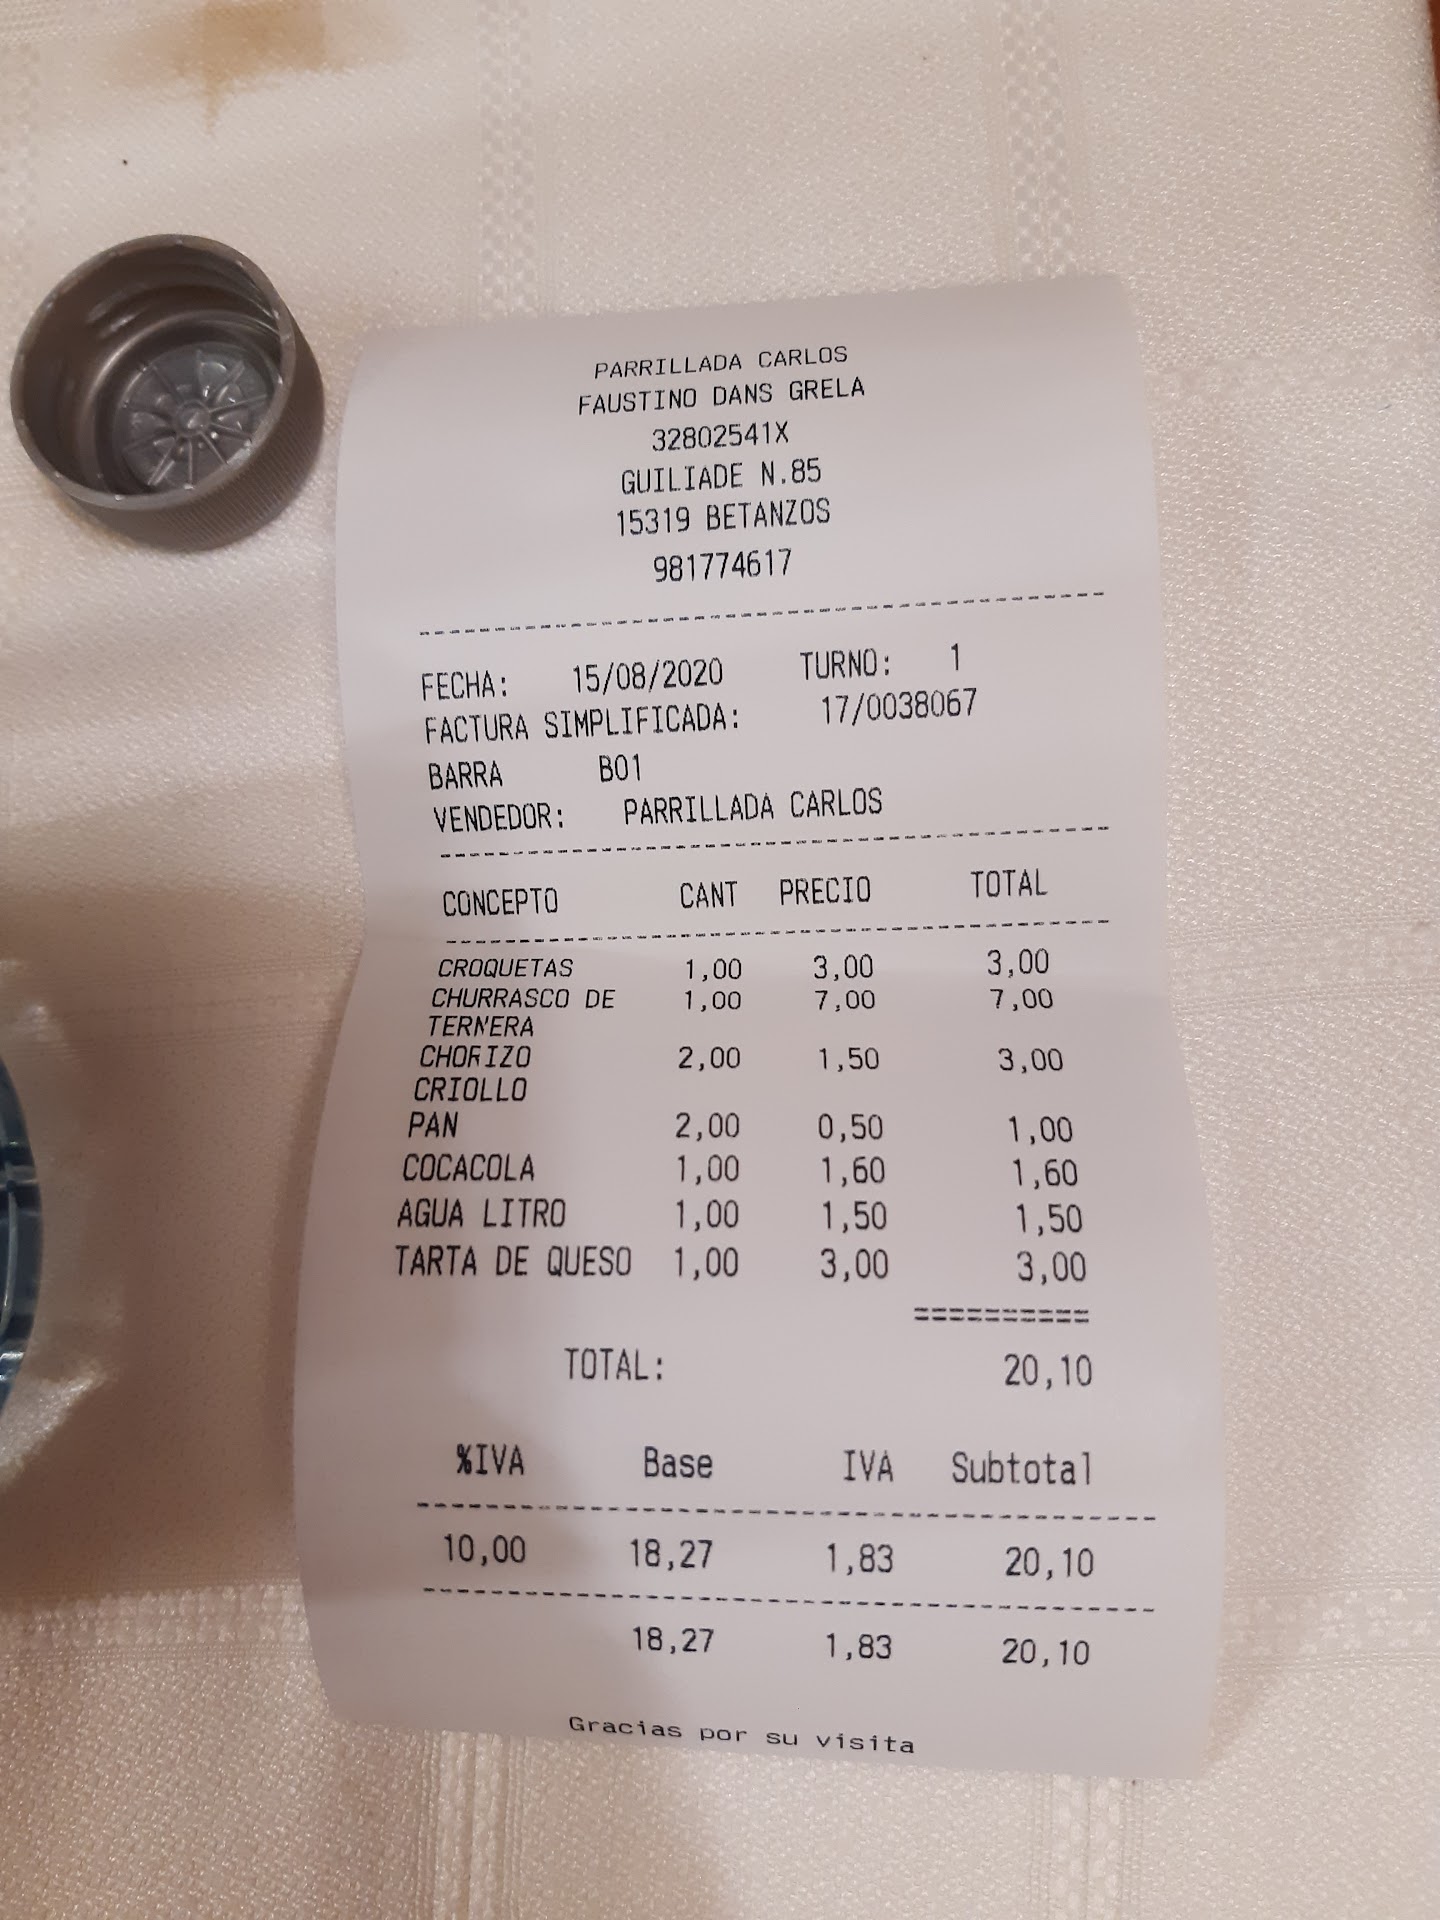 PARRILLADA CARLOS
FAUSTINO DANS GRELA
32802541X
GUILIADE N.85
15319 BETANZOS
981774617
FECHA: 15/08/2020 TURNO: 1
FACTURA SIMPLIFICADA: 17/0038067
BARRA B01
VENDEDOR: PARRILLADA CARLOS
CONCEPTO CANT PRECIO TOTAL
CROQUETAS 1,00 3,00 3,00
CHURRASCO DE 1,00 7,00 7,00
TERNERA
CHORIZO 2,00 1,50 3,00
CRIOLLO
PAN 2,00 0,50 1,00
COCACOLA 1,00 1,60 1,60
AGUA LITRO 1,00 1,50 1,50
TARTA DE QUESO 1,00 3,00 3,00
==========
TOTAL: 20,10
%IVA Base IVA Subtotal
10,00 18,27 1,83 20,10
18,27 1,83 20,10
Gracias por su visita